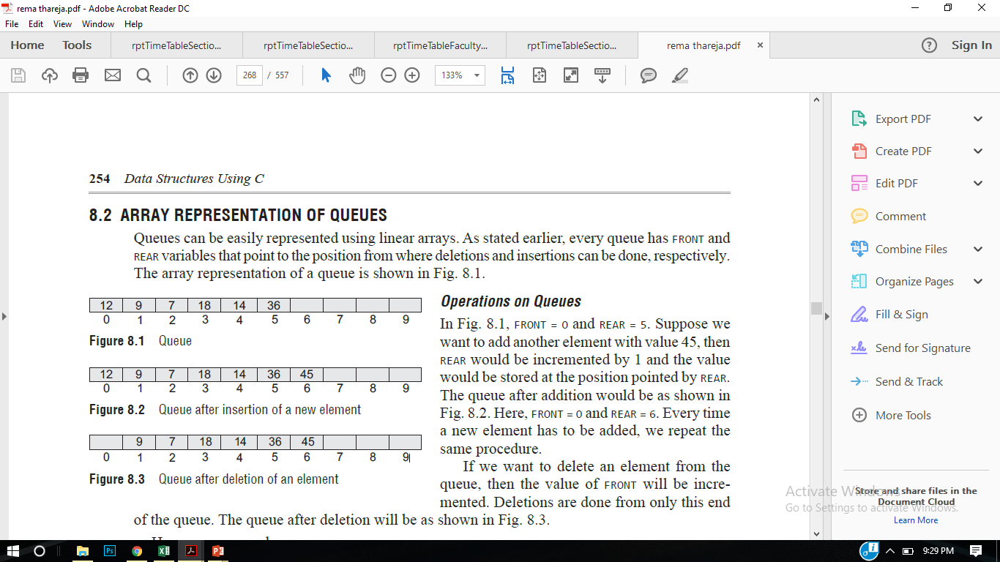 rema thareja.pdf - Adobe Acrobat Reader DC
File Edit View Window Help
Home Tools rptTimeTableSectio... rptTimeTableSectio... rptTimeTableFaculty... rptTimeTableSectio... rema thareja.pdf × ? Sign In
268 / 557 133%
254 Data Structures Using C
8.2 ARRAY REPRESENTATION OF QUEUES
Queues can be easily represented using linear arrays. As stated earlier, every queue has FRONT and
REAR variables that point to the position from where deletions and insertions can be done, respectively.
The array representation of a queue is shown in Fig. 8.1.
12 9 7 18 14 36
0 1 2 3 4 5 6 7 8 9
Figure 8.1 Queue
12 9 7 18 14 36 45
0 1 2 3 4 5 6 7 8 9
Figure 8.2 Queue after insertion of a new element
9 7 18 14 36 45
0 1 2 3 4 5 6 7 8 9
Figure 8.3 Queue after deletion of an element
Operations on Queues
In Fig. 8.1, FRONT = 0 and REAR = 5. Suppose we
want to add another element with value 45, then
REAR would be incremented by 1 and the value
would be stored at the position pointed by REAR.
The queue after addition would be as shown in
Fig. 8.2. Here, FRONT = 0 and REAR = 6. Every time
a new element has to be added, we repeat the
same procedure.
If we want to delete an element from the
queue, then the value of FRONT will be incre-
mented. Deletions are done from only this end
of the queue. The queue after deletion will be as shown in Fig. 8.3.
Export PDF
Create PDF
Edit PDF
Comment
Combine Files
Organize Pages
Fill & Sign
Send for Signature
Send & Track
More Tools
Store and share files in the
Document Cloud
Learn More
Activate Windows
Go to Settings to activate Windows.
Ps
9:29 PM